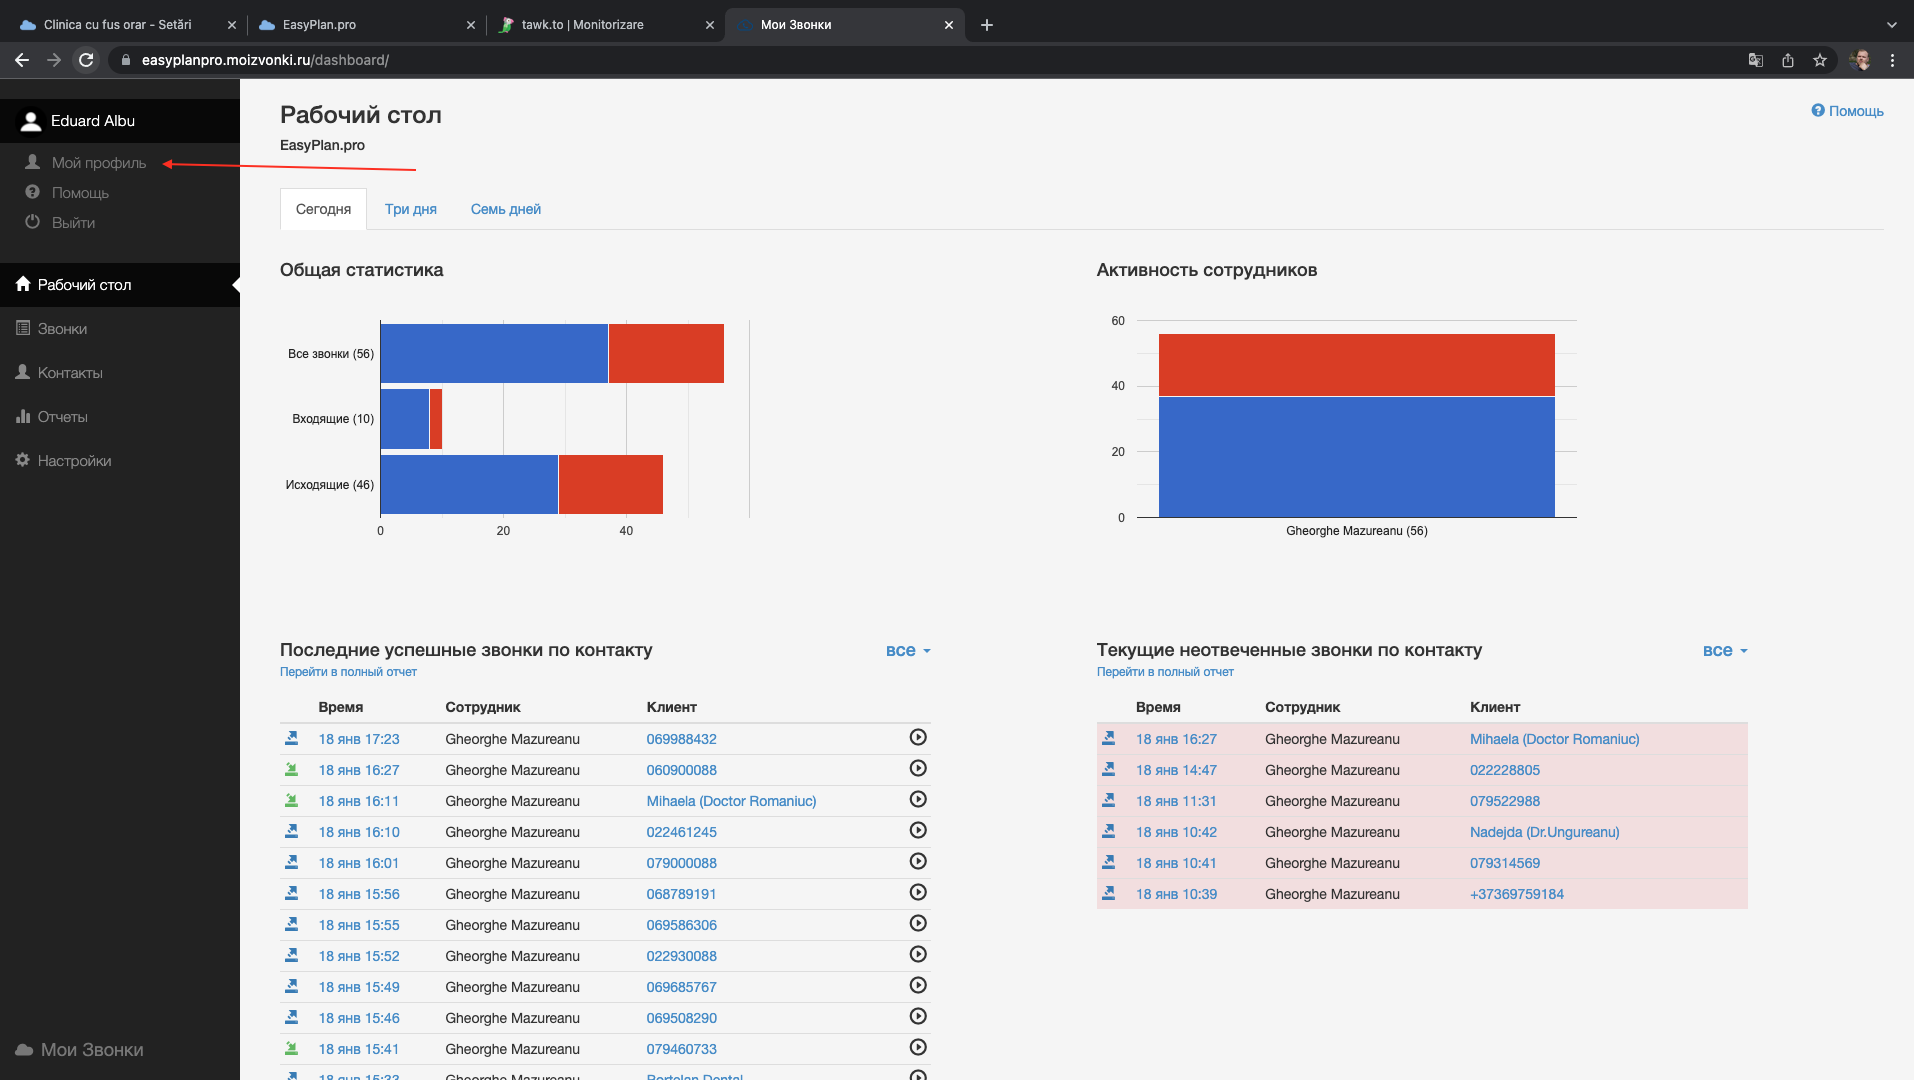 Clinica cu fus orar - Setări
EasyPlan.pro
tawk.to | Monitorizare
Мои Звонки
easyplanpro.moizvonki.ru/dashboard/
Eduard Albu
Мой профиль
Помощь
Выйти
Рабочий стол
Звонки
Контакты
Отчеты
Настройки
Мои Звонки
Рабочий стол
Помощь
EasyPlan.pro
Сегодня
Три дня
Семь дней
Общая статистика
Все звонки (56)
Входящие (10)
Исходящие (46)
0
20
40
Активность сотрудников
60
40
20
0
Gheorghe Mazureanu (56)
Последние успешные звонки по контакту
все
Перейти в полный отчет
Время Сотрудник Клиент
18 янв 17:23 Gheorghe Mazureanu 069988432
18 янв 16:27 Gheorghe Mazureanu 060900088
18 янв 16:11 Gheorghe Mazureanu Mihaela (Doctor Romaniuc)
18 янв 16:10 Gheorghe Mazureanu 022461245
18 янв 16:01 Gheorghe Mazureanu 079000088
18 янв 15:56 Gheorghe Mazureanu 068789191
18 янв 15:55 Gheorghe Mazureanu 069586306
18 янв 15:52 Gheorghe Mazureanu 022930088
18 янв 15:49 Gheorghe Mazureanu 069685767
18 янв 15:46 Gheorghe Mazureanu 069508290
18 янв 15:41 Gheorghe Mazureanu 079460733
18 янв 15:33 Gheorghe Mazureanu Portelan Dental
Текущие неотвеченные звонки по контакту
все
Перейти в полный отчет
Время Сотрудник Клиент
18 янв 16:27 Gheorghe Mazureanu Mihaela (Doctor Romaniuc)
18 янв 14:47 Gheorghe Mazureanu 022228805
18 янв 11:31 Gheorghe Mazureanu 079522988
18 янв 10:42 Gheorghe Mazureanu Nadejda (Dr.Ungureanu)
18 янв 10:41 Gheorghe Mazureanu 079314569
18 янв 10:39 Gheorghe Mazureanu +37369759184